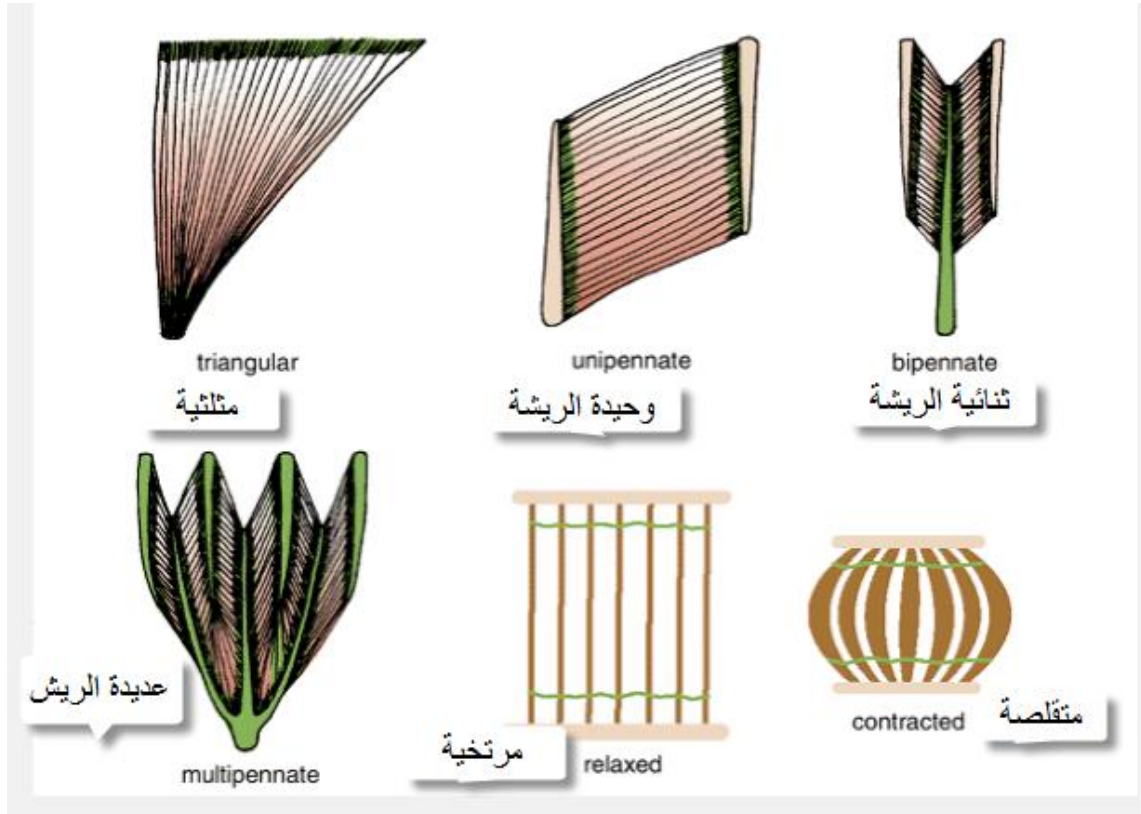 triangular
مثلثية
unipennate
وحيدة الريشة
bipennate
ثنائية الريشة
multipennate
عديدة الريش
relaxed
مرتخية
contracted
متقلصة